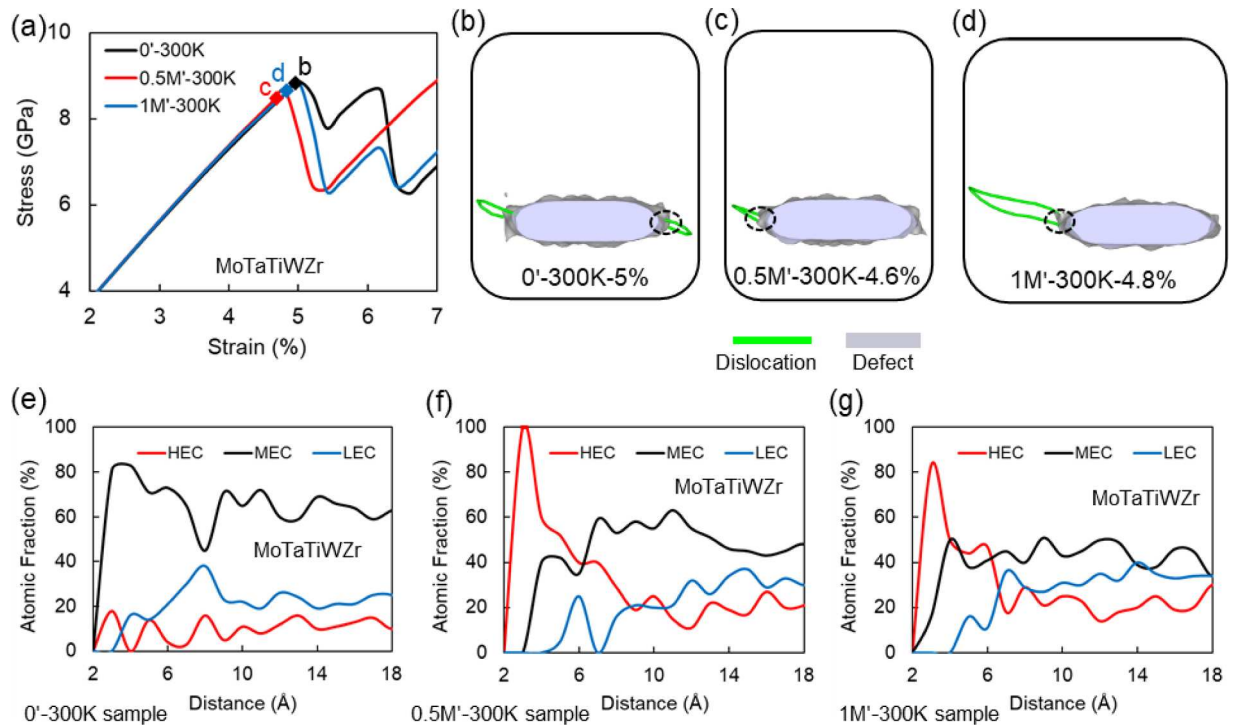 (a)
10
8
6
4
Stress (GPa)
0'-300K
0.5M'-300K
1M'-300K
c
d
b
MoTaTiWZr
2 3 4 5 6 7
Strain (%)
(b)
0'-300K-5%
(c)
0.5M'-300K-4.6%
(d)
1M'-300K-4.8%
Dislocation
Defect
(e)
100
80
60
40
20
0
Atomic Fraction (%)
HEC MEC LEC
MoTaTiWZr
2 6 10 14 18
Distance (Å)
0'-300K sample
(f)
100
80
60
40
20
0
Atomic Fraction (%)
HEC MEC LEC
MoTaTiWZr
2 6 10 14 18
Distance (Å)
0.5M'-300K sample
(g)
100
80
60
40
20
0
Atomic Fraction (%)
HEC MEC LEC
MoTaTiWZr
2 4 6 8 10 12 14 16 18
Distance (Å)
1M'-300K sample